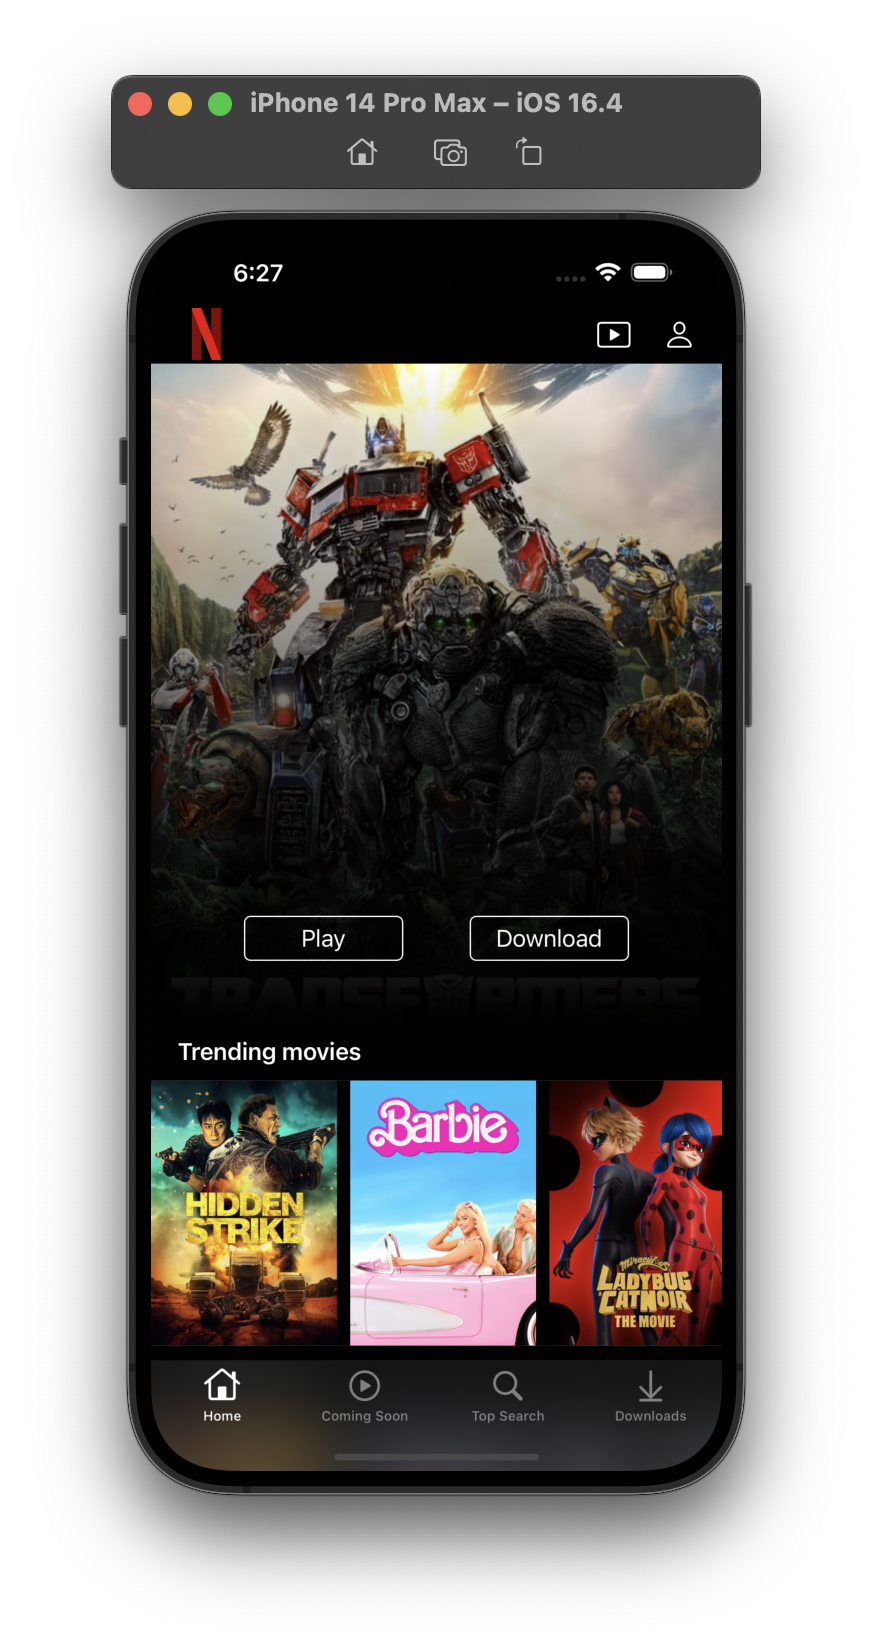 iPhone 14 Pro Max – iOS 16.4
6:27
N
Play
Download
TRANSFORMERS
Trending movies
HIDDEN
STRIKE
Barbie
Miraculous
LADYBUG
& CAT NOIR
THE MOVIE
Home
Coming Soon
Top Search
Downloads